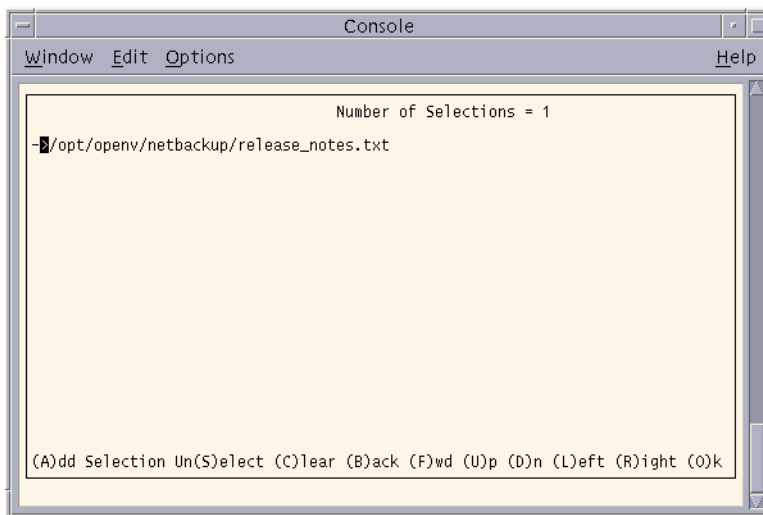 Console
Window Edit Options Help
Number of Selections = 1
->/opt/openv/netbackup/release_notes.txt
(A)dd Selection Un(S)elect (C)lear (B)ack (F)wd (U)p (D)n (L)eft (R)ight (O)k